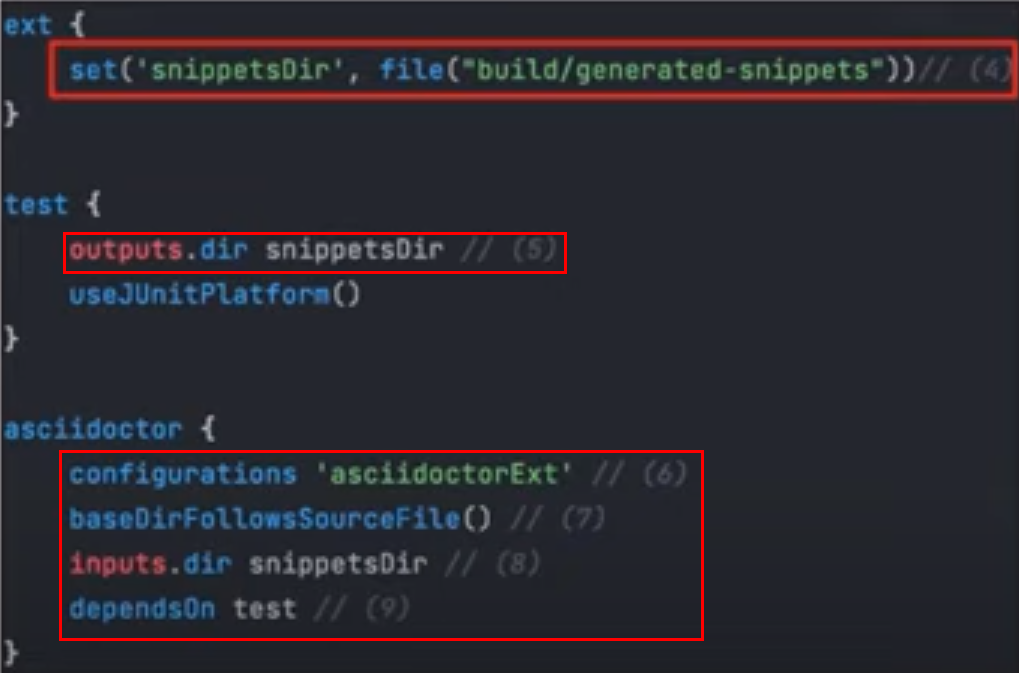 ext {
    set('snippetsDir', file("build/generated-snippets"))// (4)
}
test {
    outputs.dir snippetsDir // (5)
    useJUnitPlatform()
}
asciidoctor {
    configurations 'asciidoctorExt' // (6)
    baseDirFollowsSourceFile() // (7)
    inputs.dir snippetsDir // (8)
    dependsOn test // (9)
}